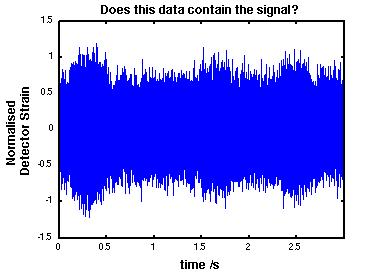 Does this data contain the signal?
1.5
1
0.5
0
-0.5
-1
-1.5
Normalised
Detector Strain
0 0.5 1 1.5 2 2.5
time /s